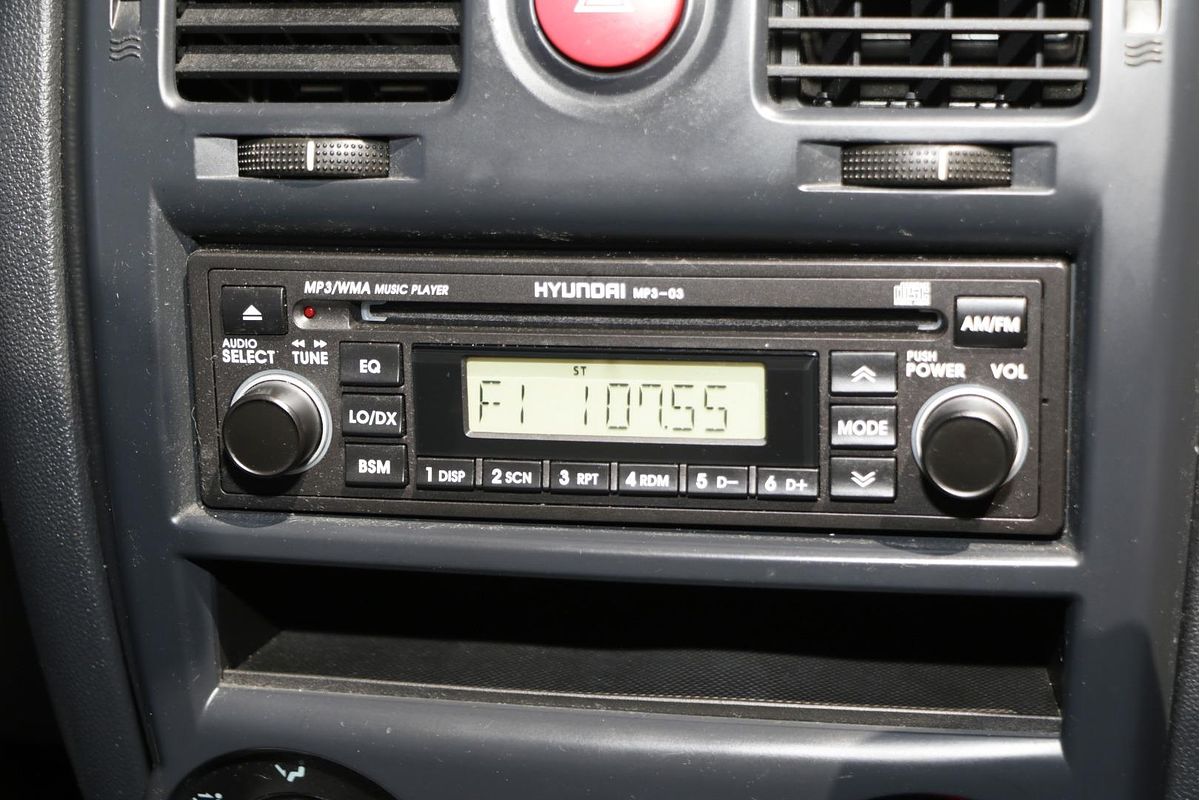 MP3/WMA MUSIC PLAYER
HYUNDAI MP3-03
disc
AM/FM
AUDIO
SELECT
TUNE
EQ
LO/DX
BSM
ST
F1 107.55
1 DISP
2 SCN
3 RPT
4 RDM
5 D-
6 D+
MODE
PUSH
POWER
VOL